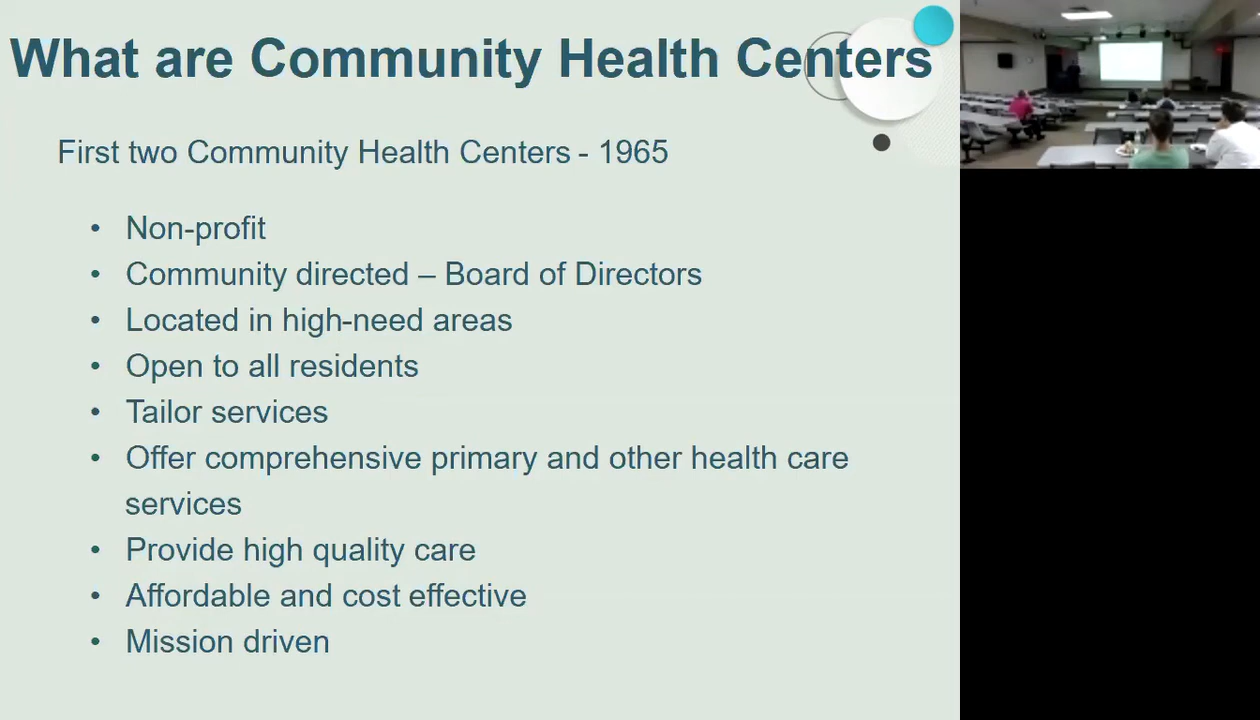 What are Community Health Centers
First two Community Health Centers - 1965
• Non-profit
• Community directed – Board of Directors
• Located in high-need areas
• Open to all residents
• Tailor services
• Offer comprehensive primary and other health care
services
• Provide high quality care
• Affordable and cost effective
• Mission driven